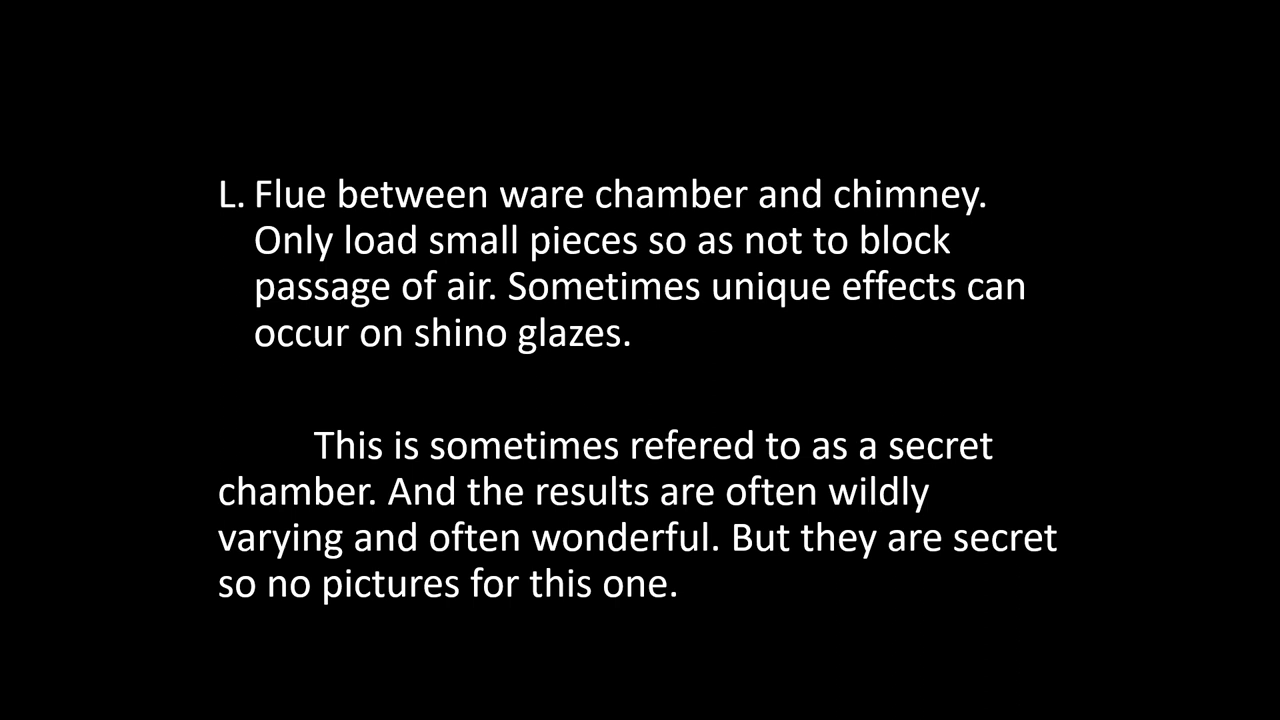 L. Flue between ware chamber and chimney.
Only load small pieces so as not to block
passage of air. Sometimes unique effects can
occur on shino glazes.
This is sometimes refered to as a secret
chamber. And the results are often wildly
varying and often wonderful. But they are secret
so no pictures for this one.